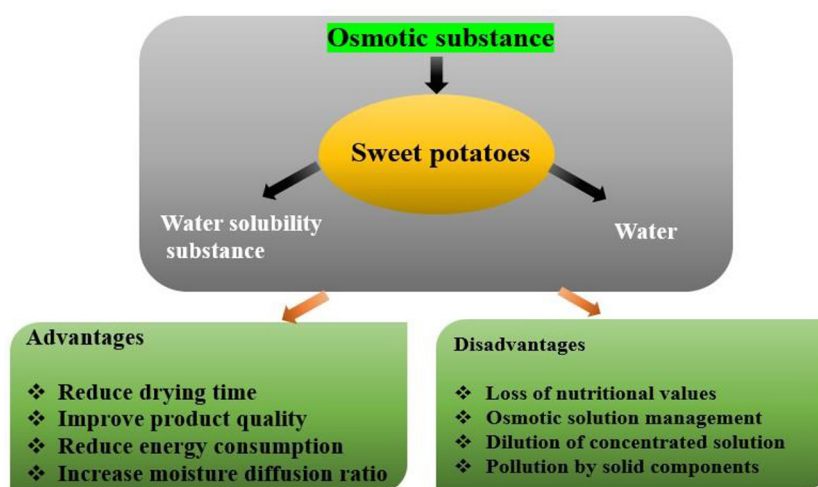 Osmotic substance
Sweet potatoes
Water solubility
substance
Water
Advantages
❖ Reduce drying time
❖ Improve product quality
❖ Reduce energy consumption
❖ Increase moisture diffusion ratio
Disadvantages
❖ Loss of nutritional values
❖ Osmotic solution management
❖ Dilution of concentrated solution
❖ Pollution by solid components